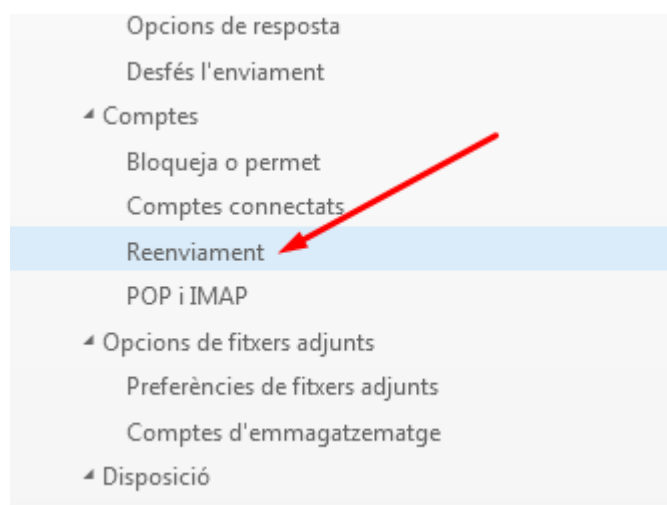 Opcions de resposta
Desfés l'enviament
Comptes
Bloqueja o permet
Comptes connectats
Reenviament
POP i IMAP
Opcions de fitxers adjunts
Preferències de fitxers adjunts
Comptes d'emmagatzematge
Disposició